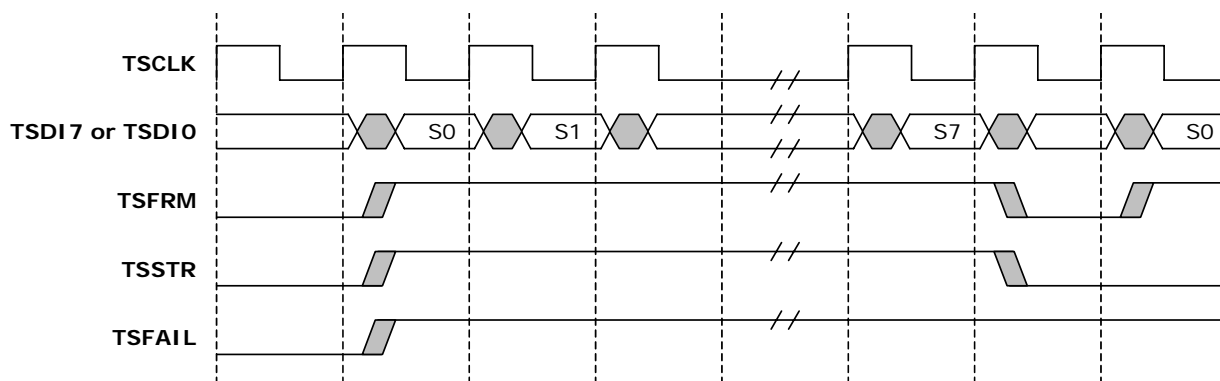 TSCLK
TSDI7 or TSDI0 S0 S1 S7 S0
TSFRM
TSSTR
TSFAIL